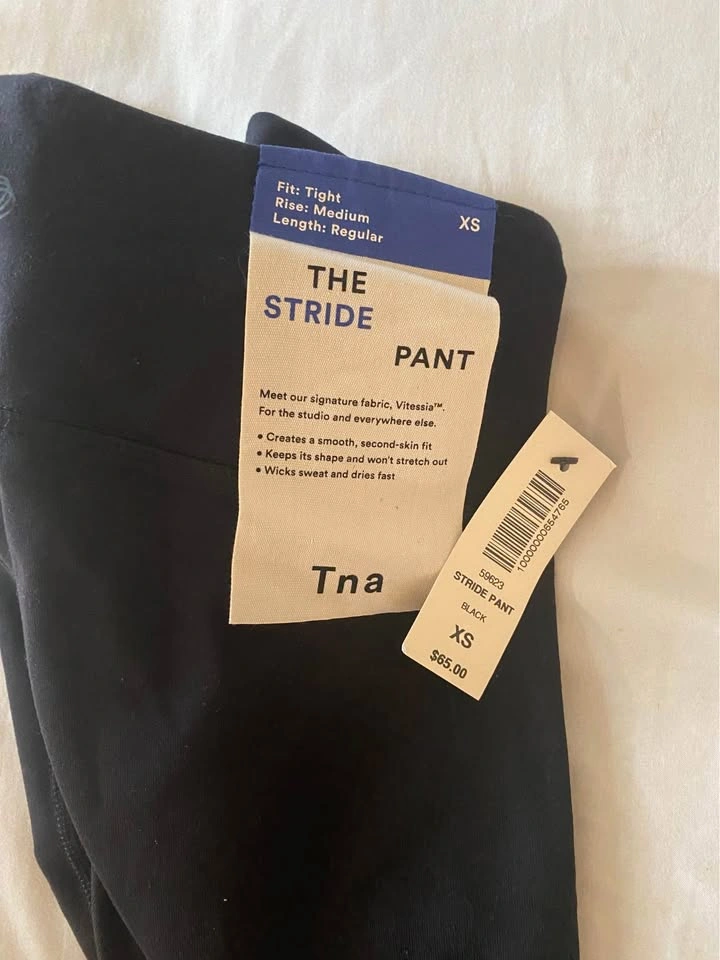 Fit: Tight
Rise: Medium
Length: Regular
XS
THE
STRIDE
PANT
Meet our signature fabric, Vitessia™.
For the studio and everywhere else.
• Creates a smooth, second-skin fit
• Keeps its shape and won't stretch out
• Wicks sweat and dries fast
Tna
1000000654765
59623
STRIDE PANT
BLACK
XS
$65.00